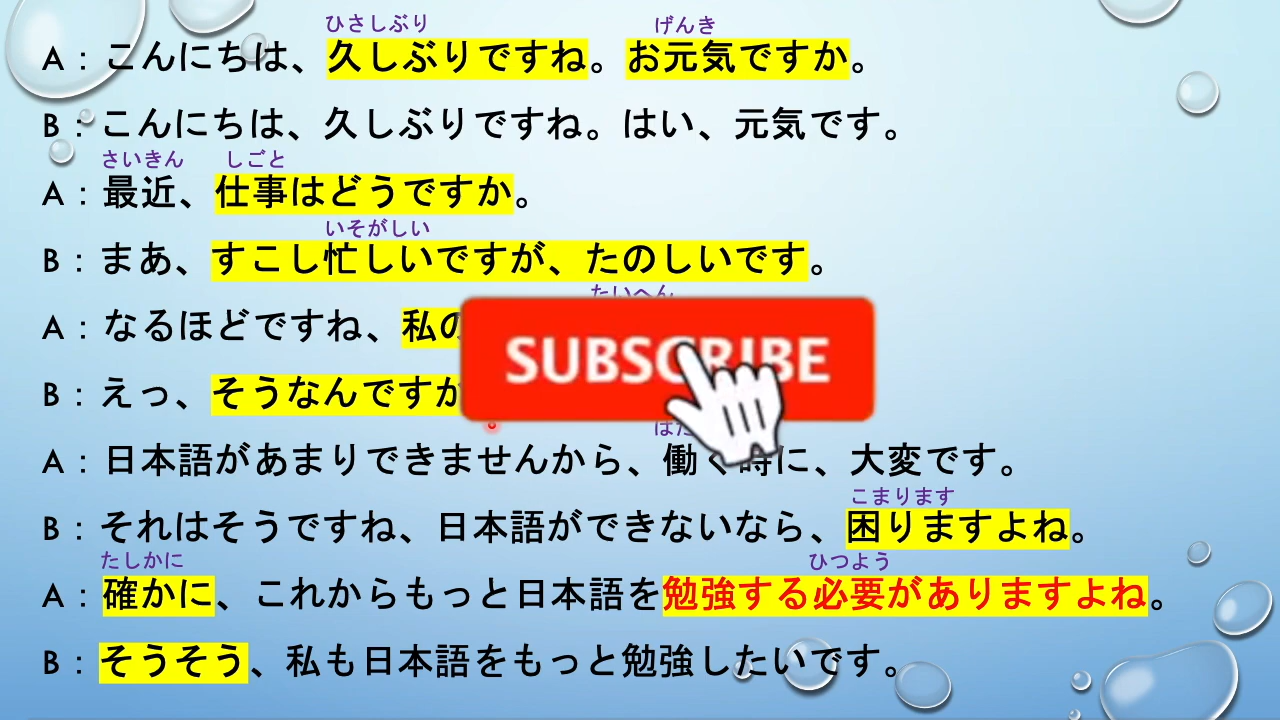 ひさしぶり げんき
A：こんにちは、久しぶりですね。お元気ですか。
B：こんにちは、久しぶりですね。はい、元気です。
さいきん しごと
A：最近、仕事はどうですか。
いそがしい
B：まあ、すこし忙しいですが、たのしいです。
たいへん
A：なるほどですね、私の
B：えっ、そうなんですか
SUBSCRIBE
A：日本語があまりできませんから、働く時に、大変です。
こまります
B：それはそうですね、日本語ができないなら、困りますよね。
たしかに ひつよう
A：確かに、これからもっと日本語を勉強する必要がありますよね。
B：そうそう、私も日本語をもっと勉強したいです。